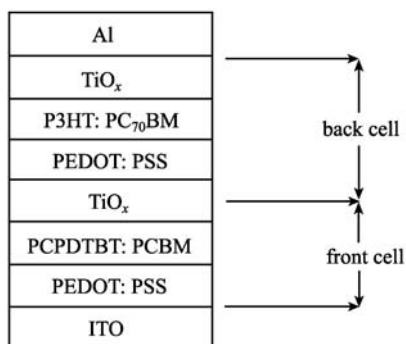 Al
TiOₓ
P3HT: PC₇₀BM
back cell
PEDOT: PSS
TiOₓ
PCPDTBT: PCBM
front cell
PEDOT: PSS
ITO